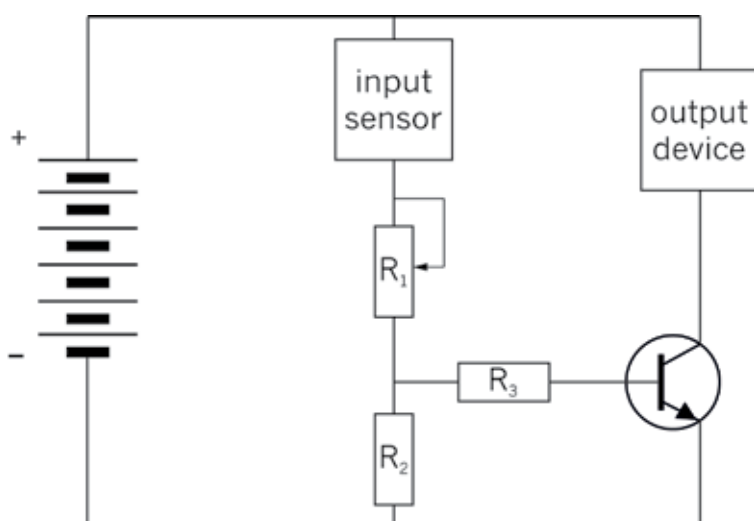 input
sensor
output
device
+
R₁
−
R₃
R₂